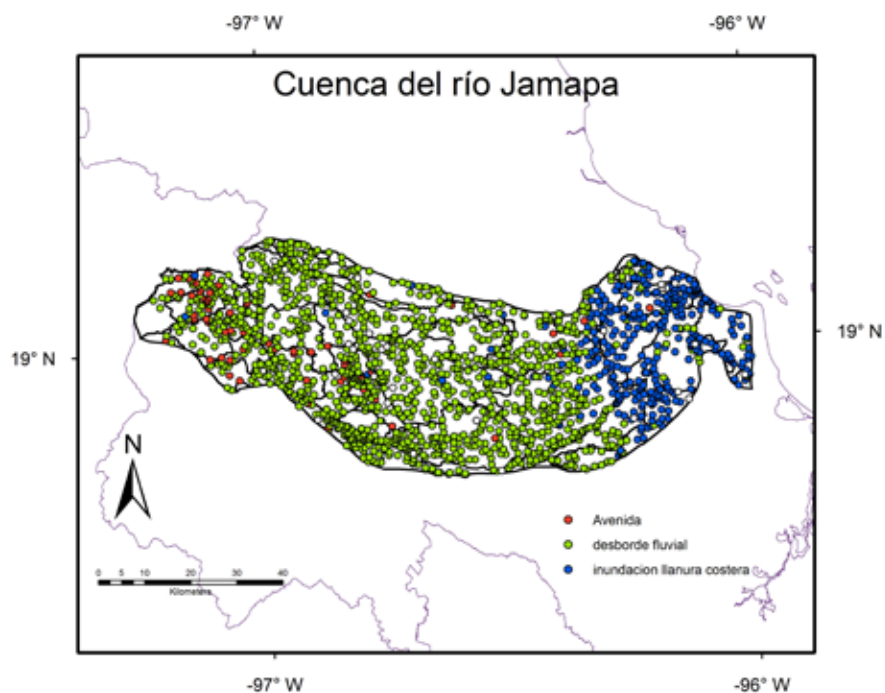 -97° W
-96° W
Cuenca del río Jamapa
19° N
19° N
N
Avenida
desborde fluvial
inundacion llanura costera
0 5 10 20 30 40
Kilometers
-97° W
-96° W